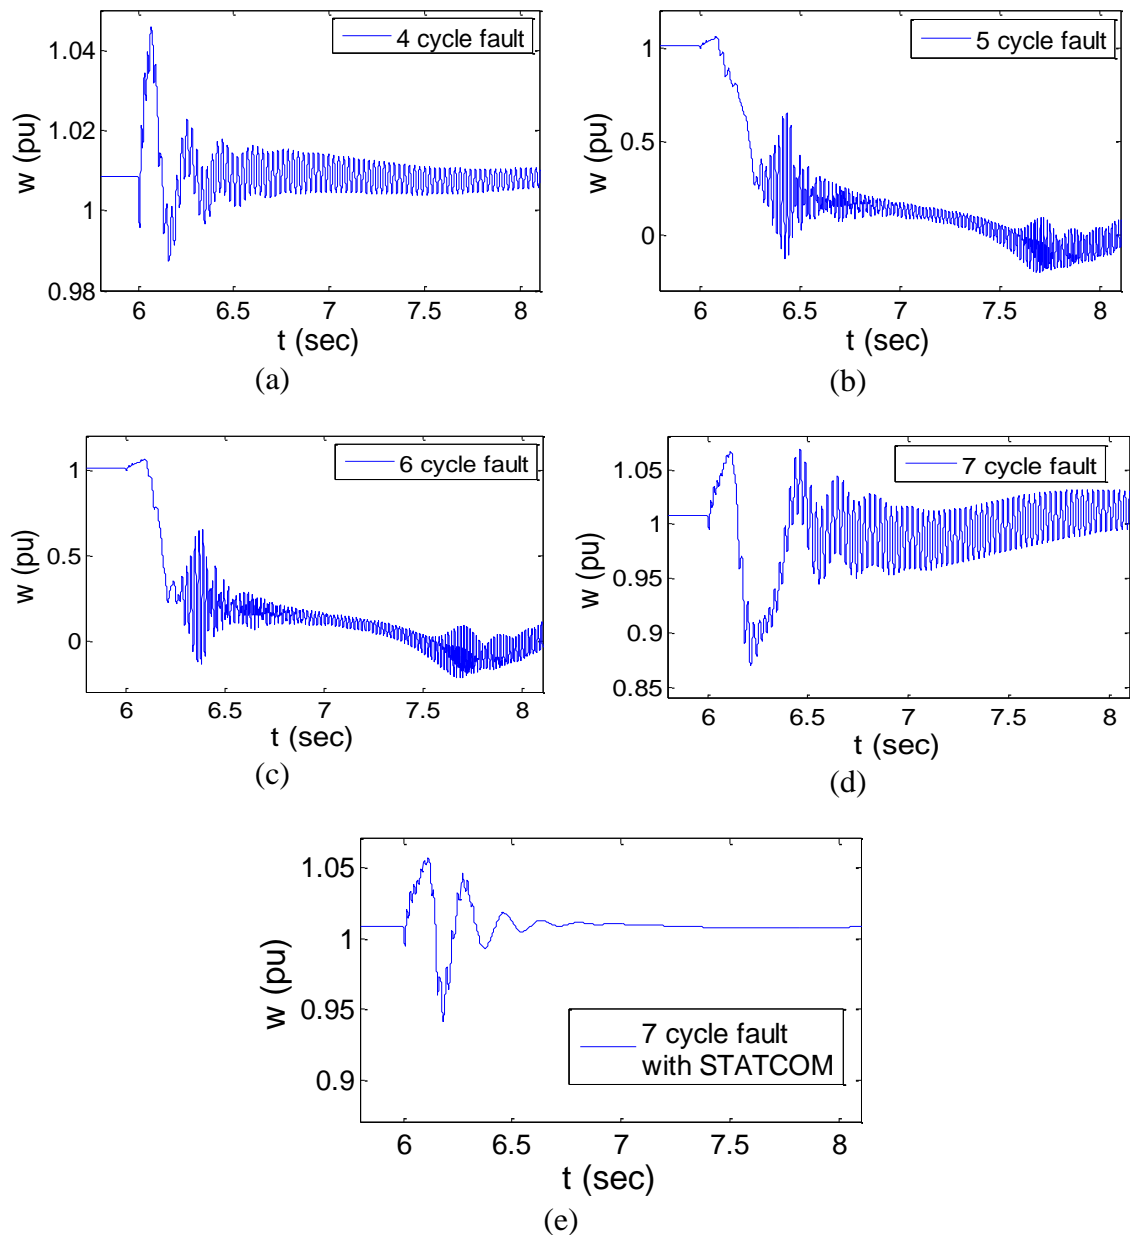 4 cycle fault
1.04
1.02
1
0.98
w (pu)
6 6.5 7 7.5 8
t (sec)
(a)
5 cycle fault
1
0.5
0
w (pu)
6 6.5 7 7.5 8
t (sec)
(b)
6 cycle fault
1
0.5
0
w (pu)
6 6.5 7 7.5 8
t (sec)
(c)
7 cycle fault
1.05
1
0.95
0.9
0.85
w (pu)
6 6.5 7 7.5 8
t (sec)
(d)
1.05
1
0.95
0.9
w (pu)
7 cycle fault
with STATCOM
6 6.5 7 7.5 8
t (sec)
(e)